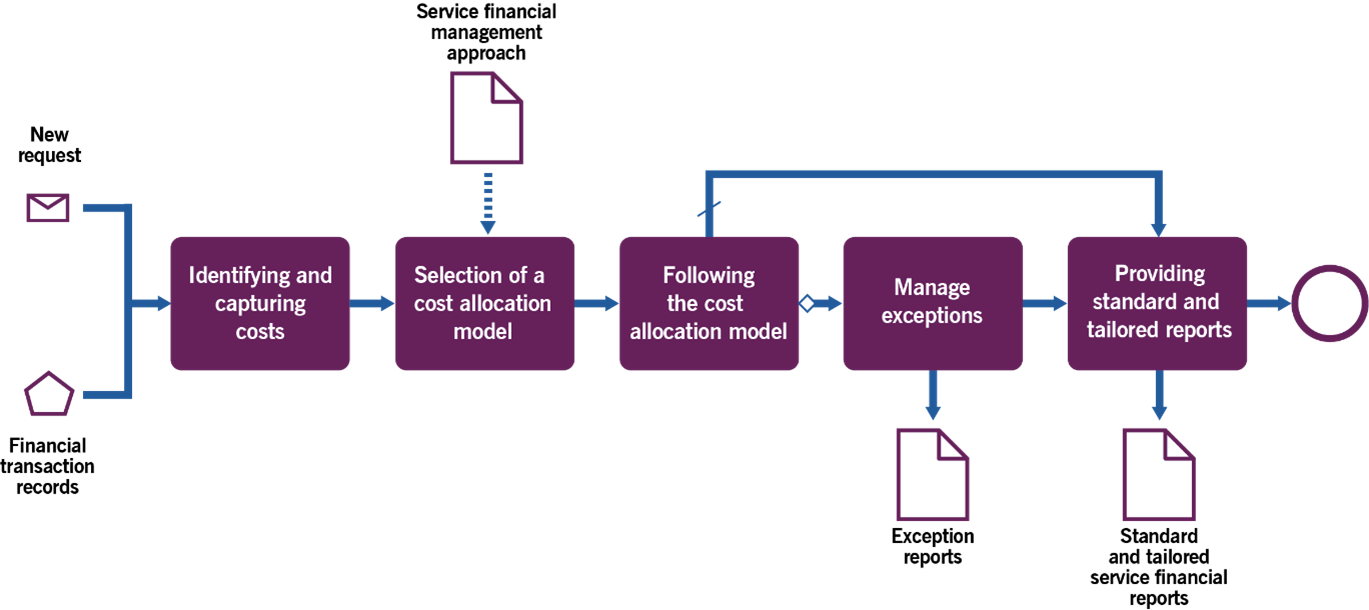 Service financial
management
approach
New
request
Identifying and
capturing
costs
Selection of a
cost allocation
model
Following
the cost
allocation model
Manage
exceptions
Providing
standard and
tailored reports
Financial
transaction
records
Exception
reports
Standard
and tailored
service financial
reports